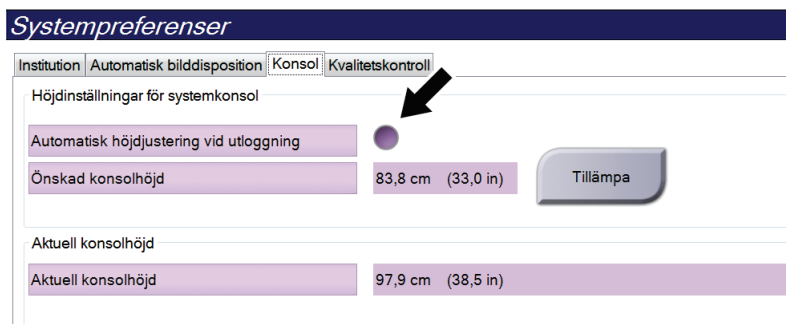 Systempreferenser
Institution Automatisk bilddisposition Konsol Kvalitetskontroll
Höjdinställningar för systemkonsol
Automatisk höjdjustering vid utloggning
Önskad konsolhöjd 83,8 cm (33,0 in) Tillämpa
Aktuell konsolhöjd
Aktuell konsolhöjd 97,9 cm (38,5 in)